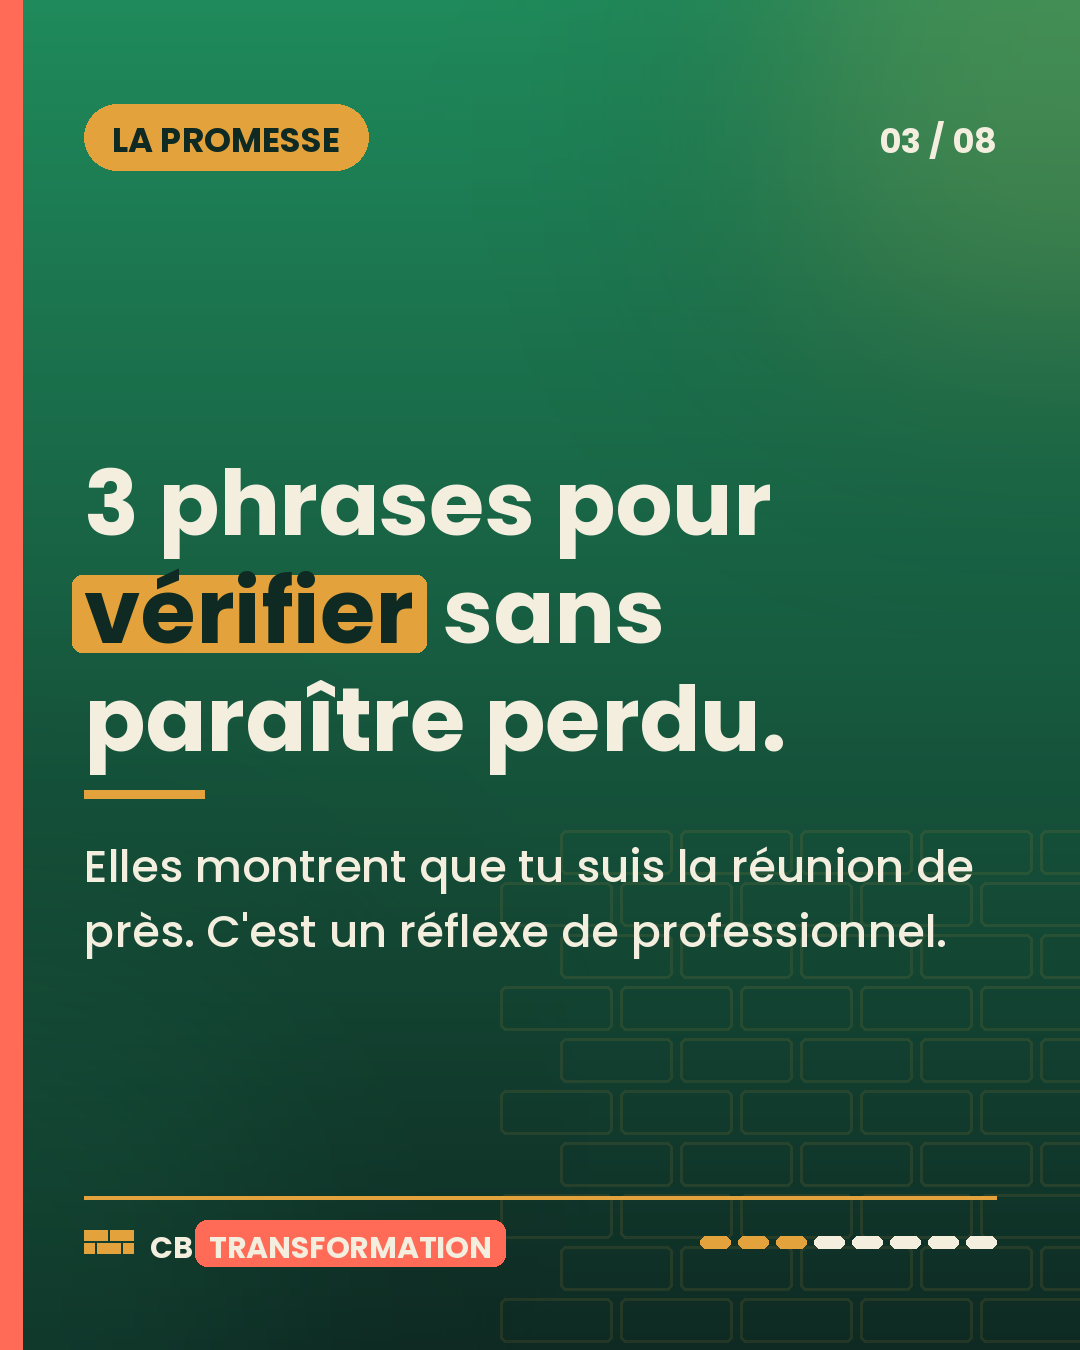 LA PROMESSE
03 / 08
3 phrases pour
vérifier sans
paraître perdu.
Elles montrent que tu suis la réunion de
près. C'est un réflexe de professionnel.
CB TRANSFORMATION